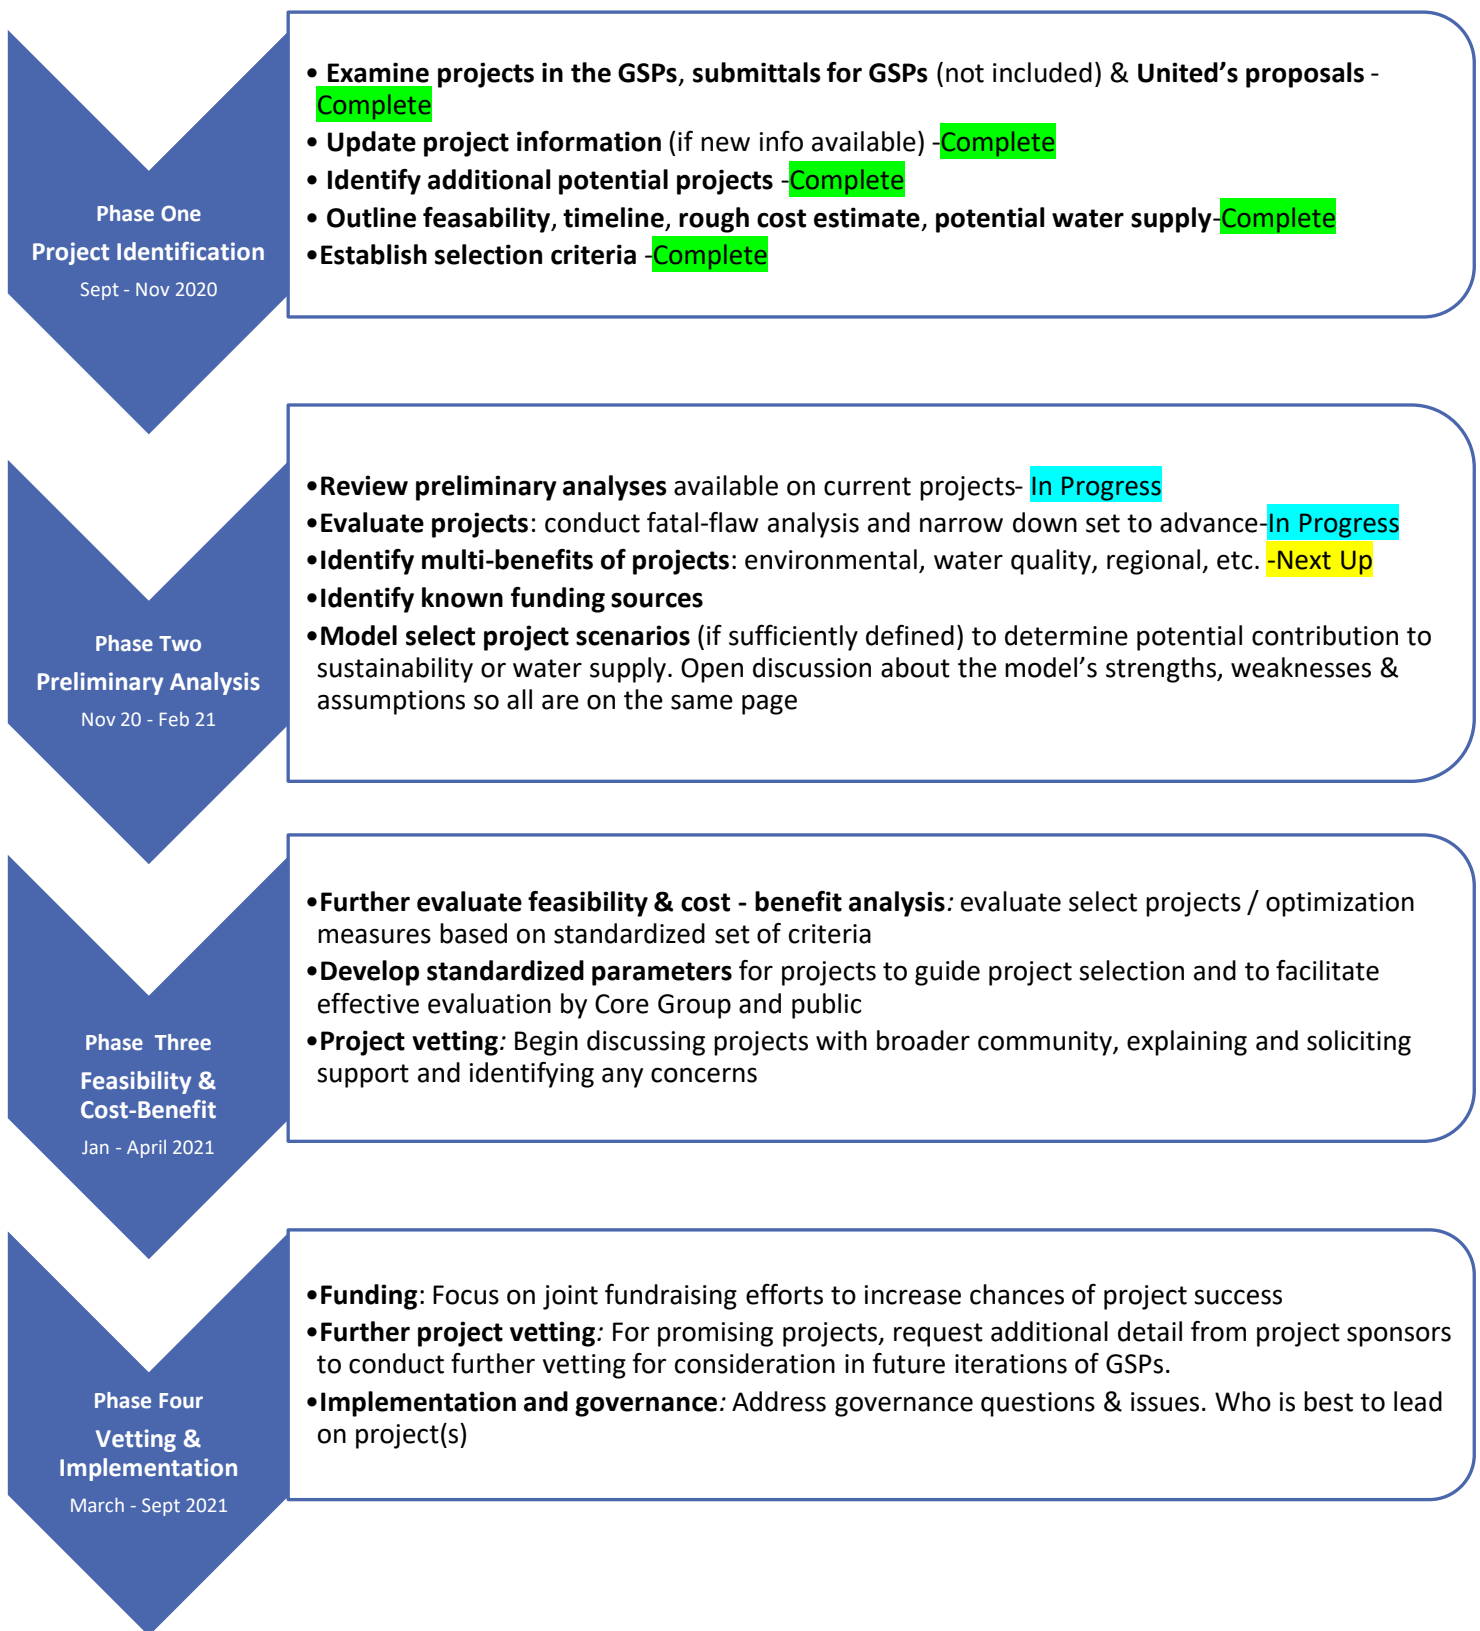 Phase One
Project Identification
Sept - Nov 2020
• Examine projects in the GSPs, submittals for GSPs (not included) & United’s proposals -
Complete
• Update project information (if new info available) -Complete
• Identify additional potential projects -Complete
• Outline feasability, timeline, rough cost estimate, potential water supply-Complete
•Establish selection criteria -Complete
Phase Two
Preliminary Analysis
Nov 20 - Feb 21
•Review preliminary analyses available on current projects- In Progress
•Evaluate projects: conduct fatal-flaw analysis and narrow down set to advance-In Progress
•Identify multi-benefits of projects: environmental, water quality, regional, etc. -Next Up
•Identify known funding sources
•Model select project scenarios (if sufficiently defined) to determine potential contribution to
sustainability or water supply. Open discussion about the model’s strengths, weaknesses &
assumptions so all are on the same page
Phase  Three
Feasibility &
Cost-Benefit
Jan - April 2021
•Further evaluate feasibility & cost - benefit analysis: evaluate select projects / optimization
measures based on standardized set of criteria
•Develop standardized parameters for projects to guide project selection and to facilitate
effective evaluation by Core Group and public
•Project vetting: Begin discussing projects with broader community, explaining and soliciting
support and identifying any concerns
Phase Four
Vetting &
Implementation
March - Sept 2021
•Funding: Focus on joint fundraising efforts to increase chances of project success
•Further project vetting: For promising projects, request additional detail from project sponsors
to conduct further vetting for consideration in future iterations of GSPs.
•Implementation and governance: Address governance questions & issues. Who is best to lead
on project(s)